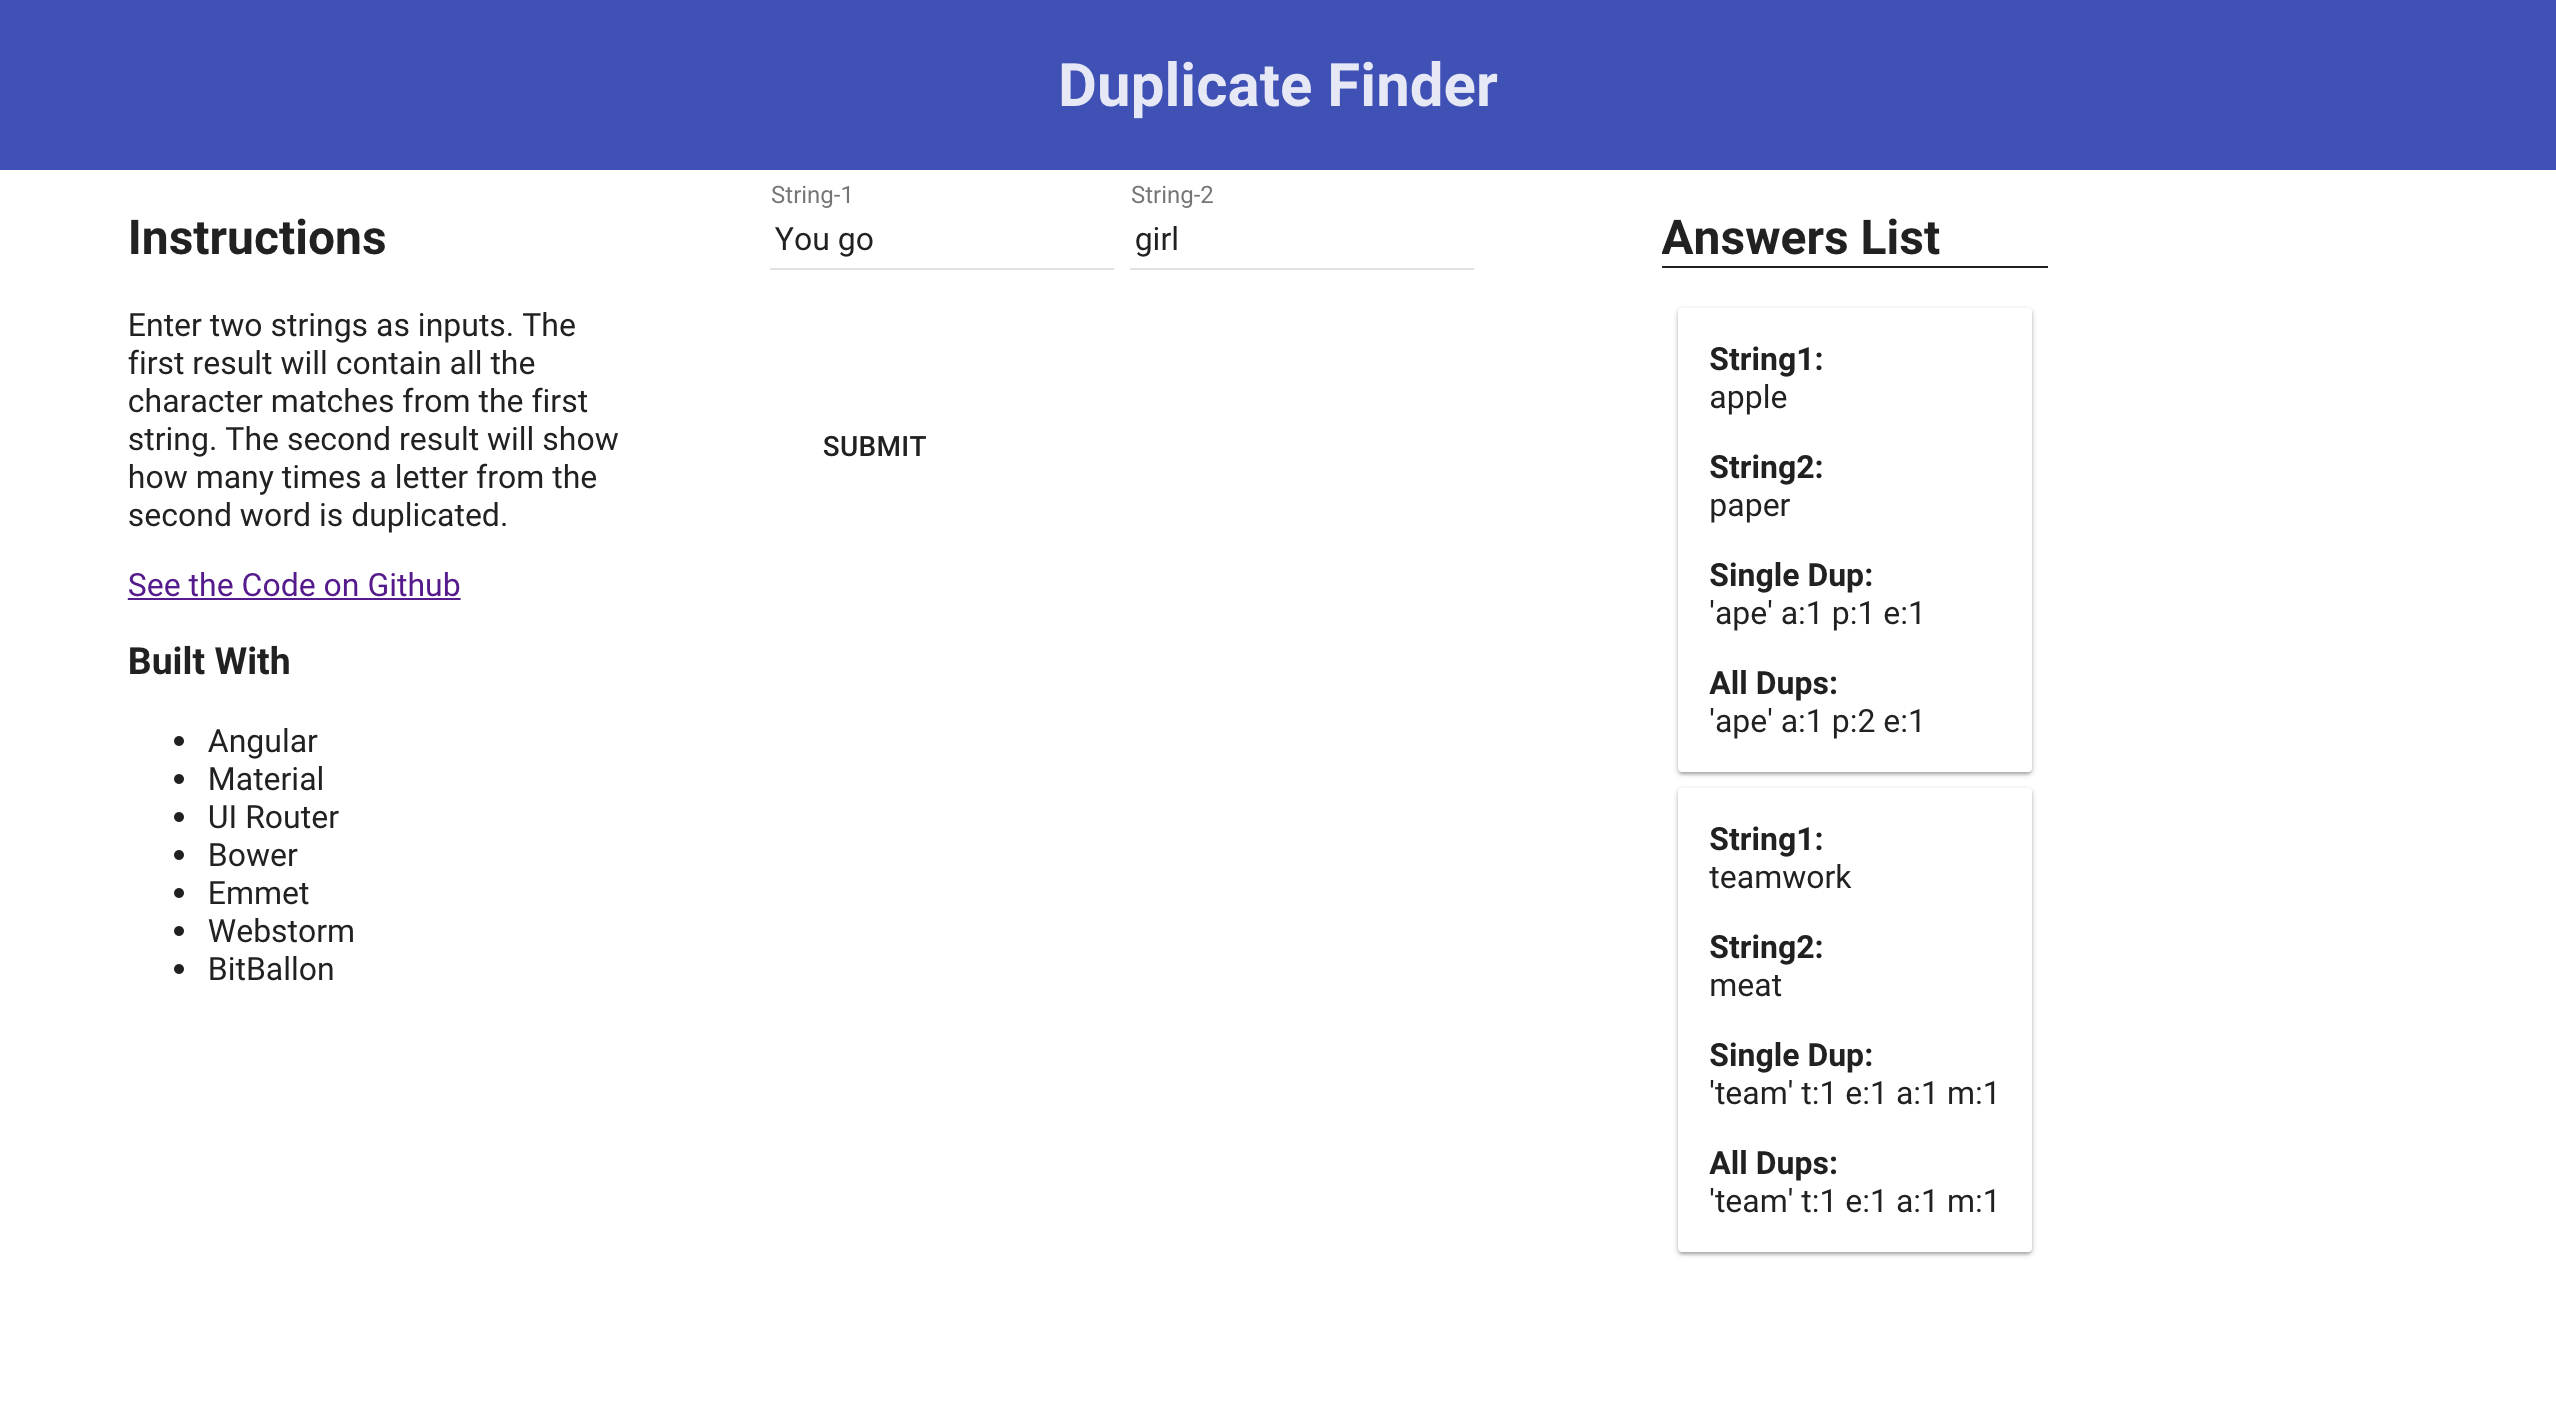 Duplicate Finder
Instructions
Enter two strings as inputs. The
first result will contain all the
character matches from the first
string. The second result will show
how many times a letter from the
second word is duplicated.
See the Code on Github
Built With
Angular
Material
UI Router
Bower
Emmet
Webstorm
BitBallon
String-1
You go
String-2
girl
SUBMIT
Answers List
String1:
apple
String2:
paper
Single Dup:
'ape' a:1 p:1 e:1
All Dups:
'ape' a:1 p:2 e:1
String1:
teamwork
String2:
meat
Single Dup:
'team' t:1 e:1 a:1 m:1
All Dups:
'team' t:1 e:1 a:1 m:1